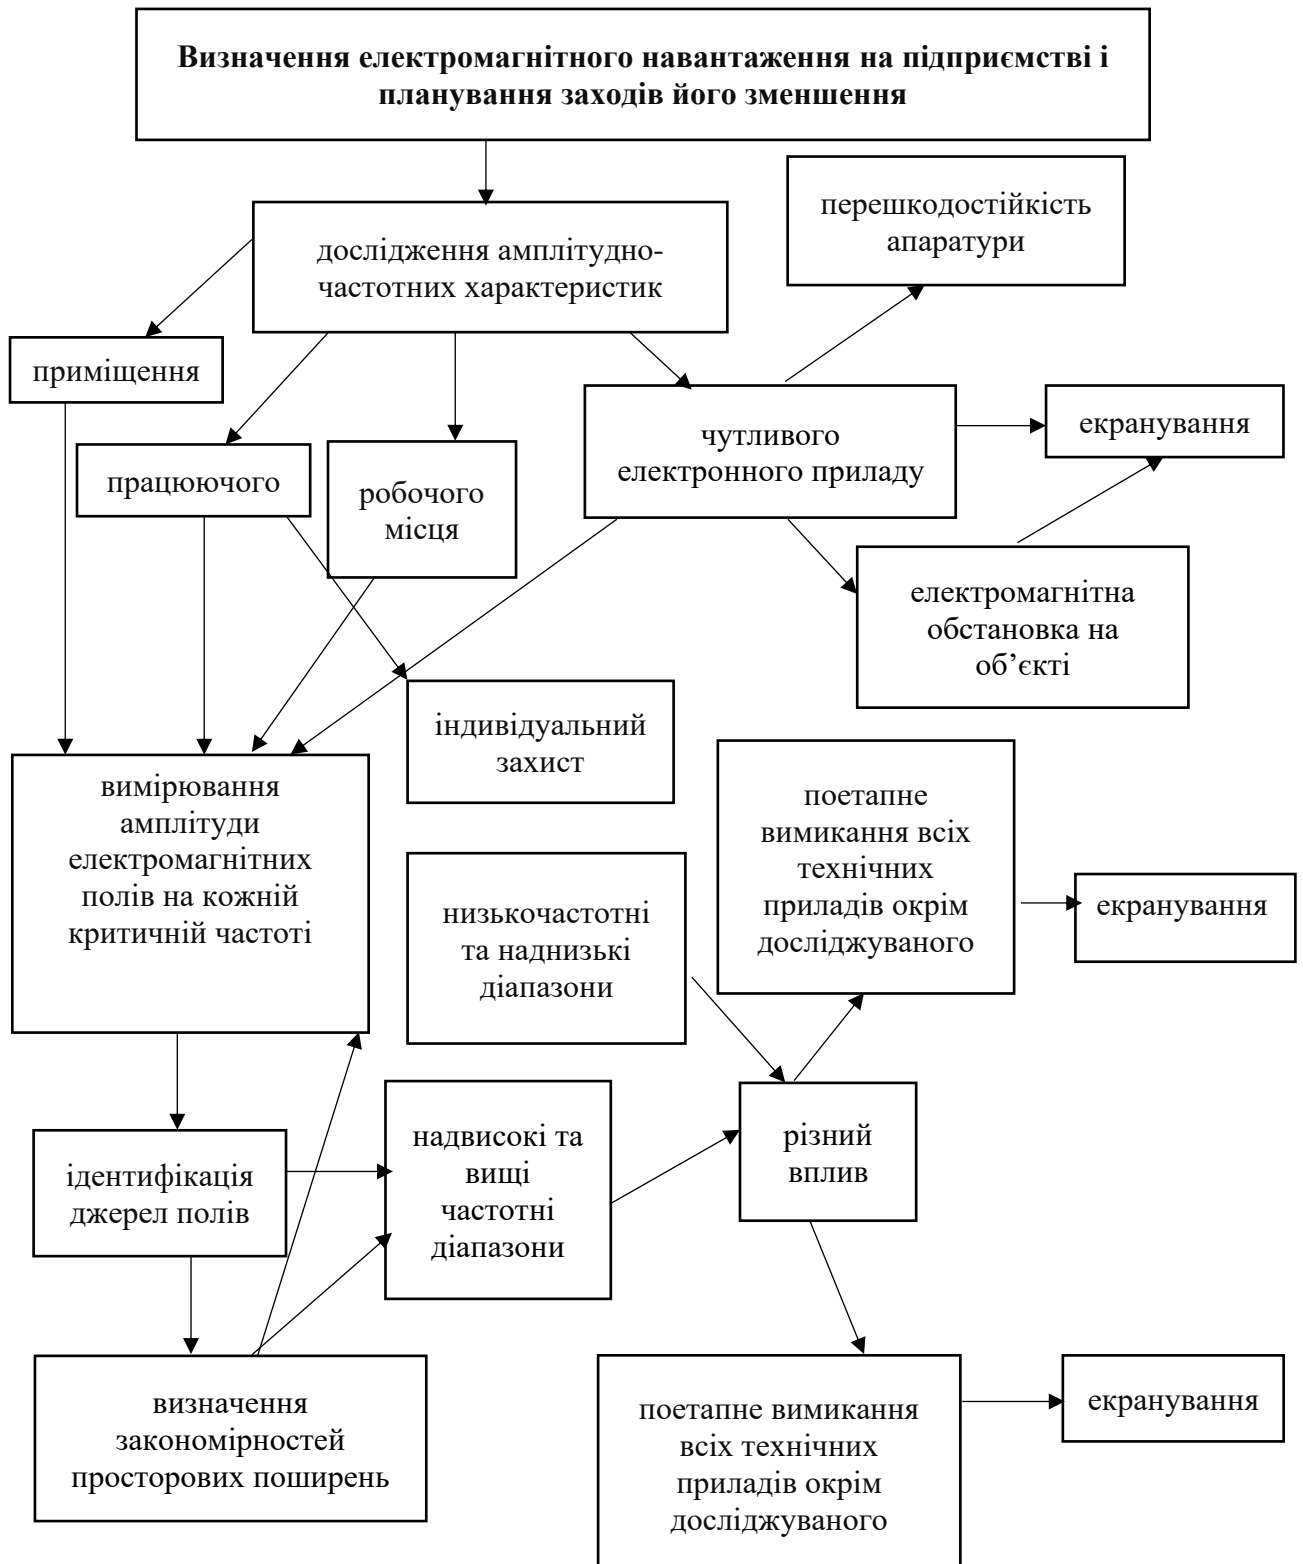 Визначення електромагнітного навантаження на підприємстві і
планування заходів його зменшення
перешкодостійкість
апаратури
дослідження амплітудно-
частотних характеристик
приміщення
працюючого
робочого
місця
чутливого
електронного приладу
екранування
електромагнітна
обстановка на
об’єкті
індивідуальний
захист
вимірювання
амплітуди
електромагнітних
полів на кожній
критичній частоті
поетапне
вимикання всіх
технічних
приладів окрім
досліджуваного
екранування
низькочастотні
та наднизькі
діапазони
ідентифікація
джерел полів
надвисокі та
вищі
частотні
діапазони
різний
вплив
визначення
закономірностей
просторових поширень
поетапне вимикання
всіх технічних
приладів окрім
досліджуваного
екранування